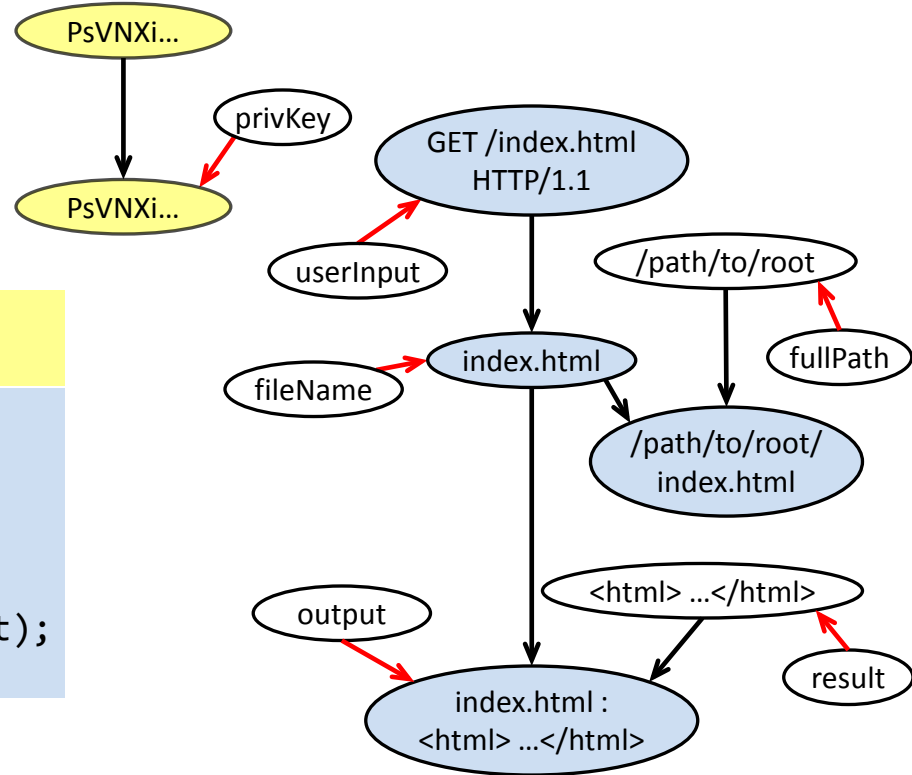 PsVNXi...
privKey
PsVNXi...
GET /index.html
HTTP/1.1
userInput
/path/to/root
fullPath
index.html
fileName
/path/to/root/
index.html
<html> ...</html>
output
t);
result
index.html :
<html> ...</html>